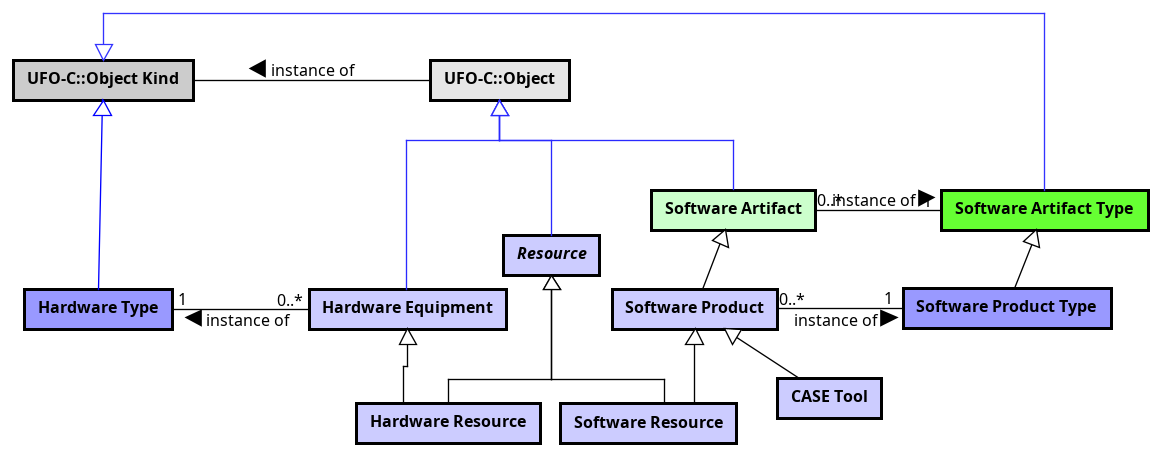 UFO-C::Object Kind
instance of
UFO-C::Object
Software Artifact
0..*
instance of
1
Software Artifact Type
Resource
Hardware Type
1
0..*
instance of
Hardware Equipment
Software Product
0..*
1
instance of
Software Product Type
CASE Tool
Hardware Resource
Software Resource